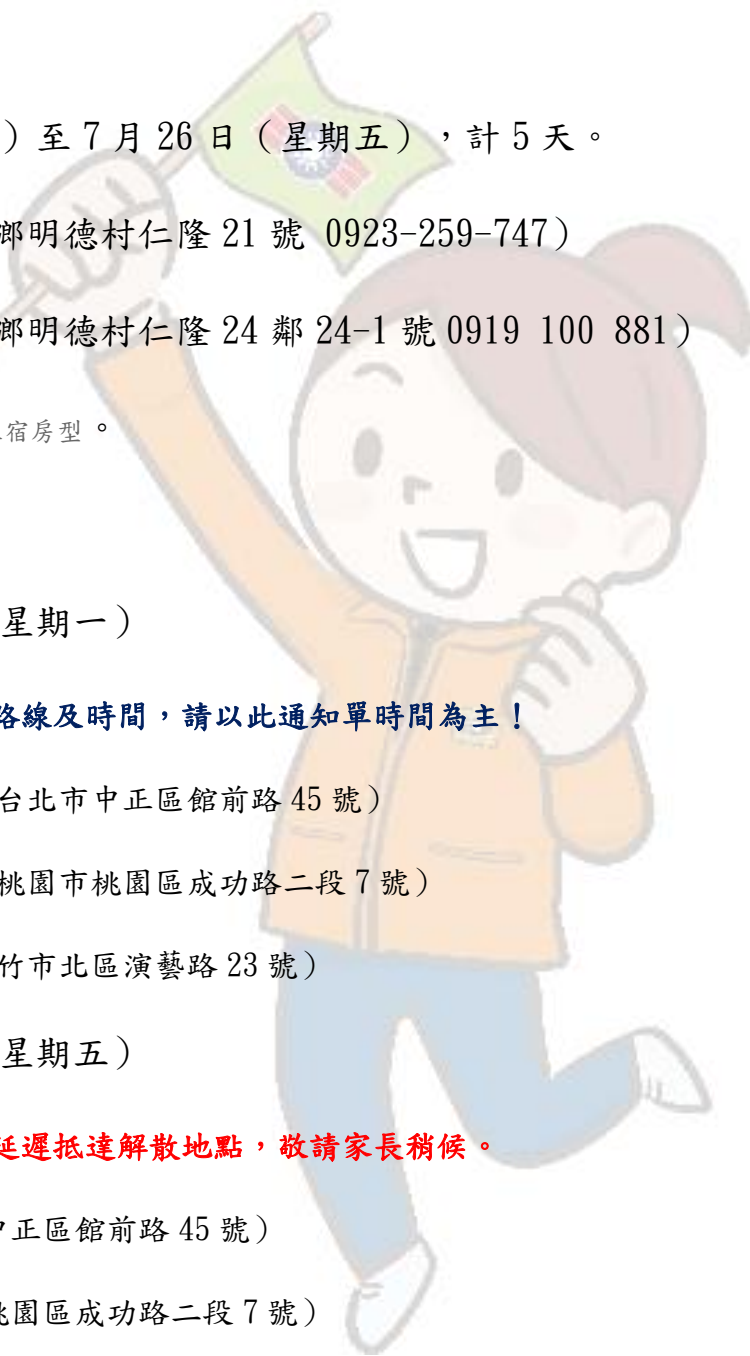 ）至 7 月 26 日（星期五），計 5 天。
鄉明德村仁隆 21 號 0923-259-747）
鄉明德村仁隆 24 鄰 24-1 號 0919 100 881）
宿房型。
星期一）
路線及時間，請以此通知單時間為主！
台北市中正區館前路 45 號）
桃園市桃園區成功路二段 7 號）
竹市北區演藝路 23 號）
星期五）
延遲抵達解散地點，敬請家長稍候。
中正區館前路 45 號）
桃園區成功路二段 7 號）